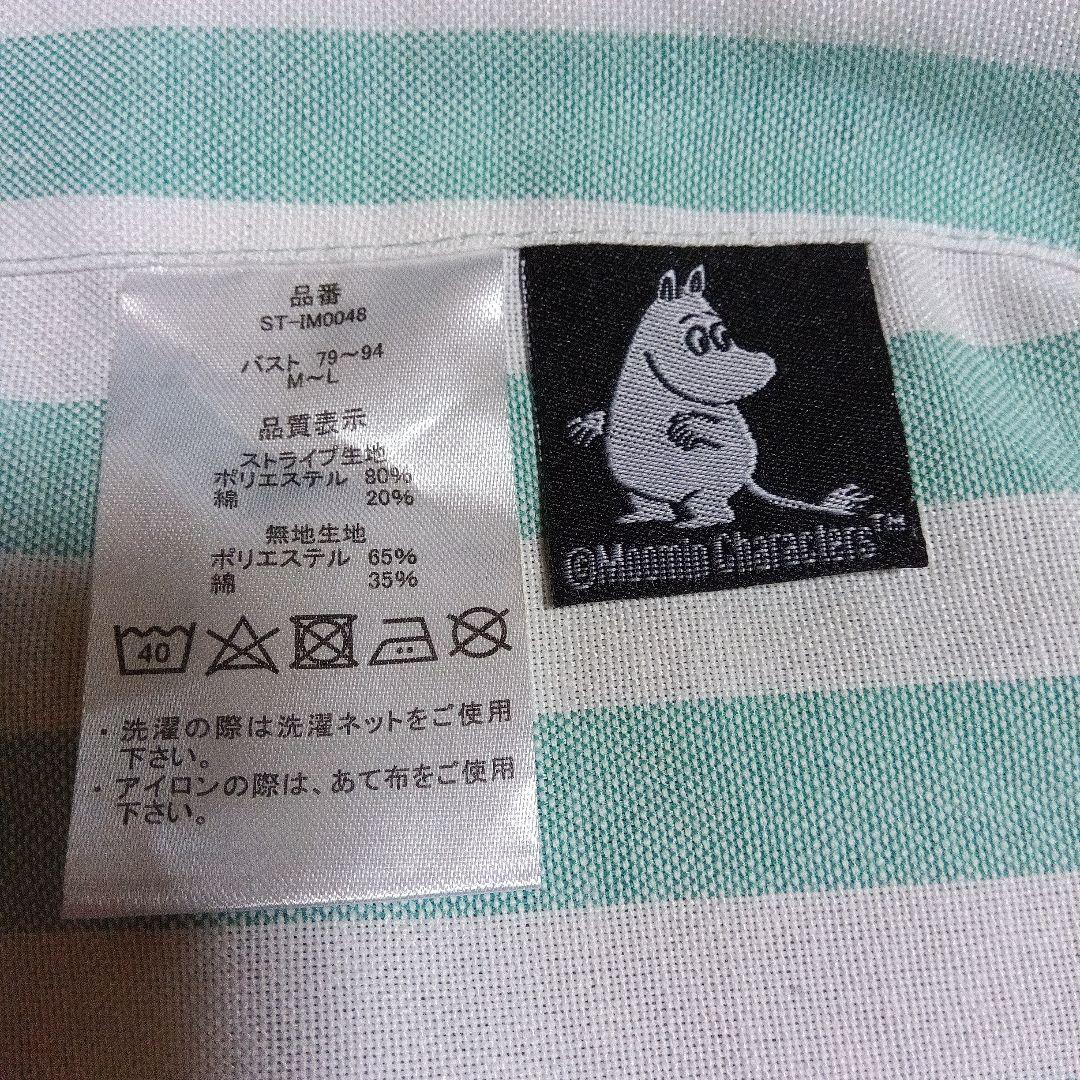 品番
ST-IM0048
バスト 79～94
M～L
品質表示
ストライプ生地
ポリエステル 80%
綿 20%
無地生地
ポリエステル 65%
綿 35%
40
・洗濯の際は洗濯ネットをご使用
下さい。
・アイロンの際は、あて布をご使用
下さい。
©Moomin Characters™